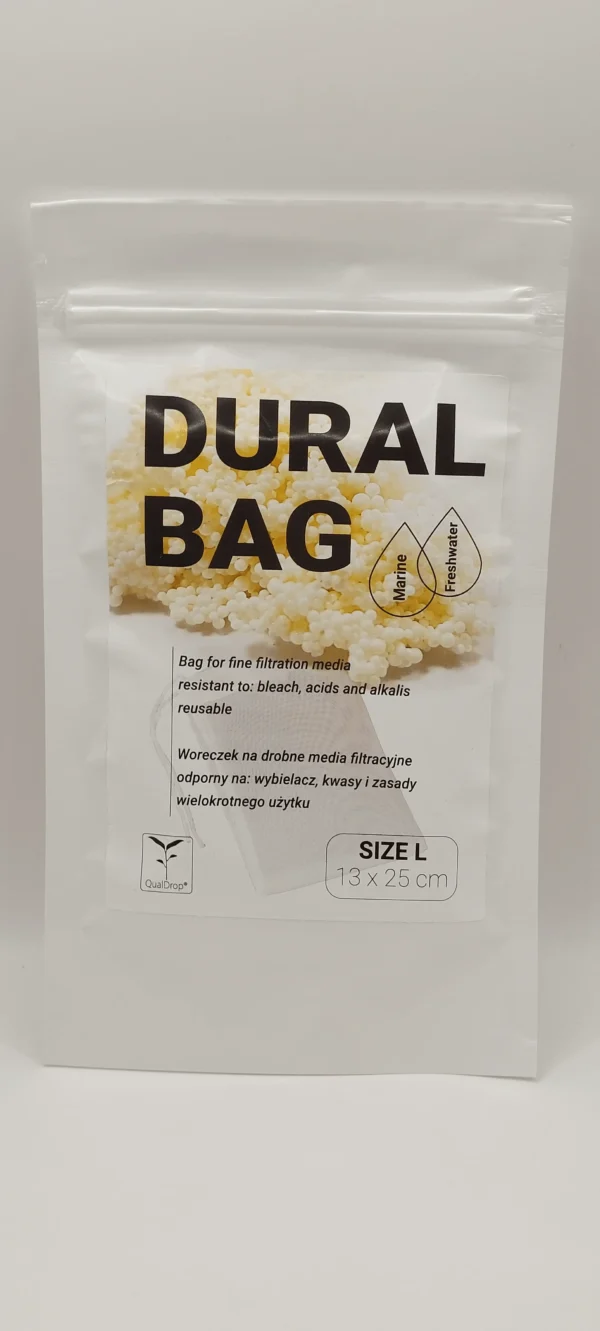 DURAL
BAG
Marine
Freshwater
Bag for fine filtration media
resistant to: bleach, acids and alkalis
reusable
Woreczek na drobne media filtracyjne
odporny na: wybielacz, kwasy i zasady
wielokrotnego użytku
QualDrop®
SIZE L
13 x 25 cm